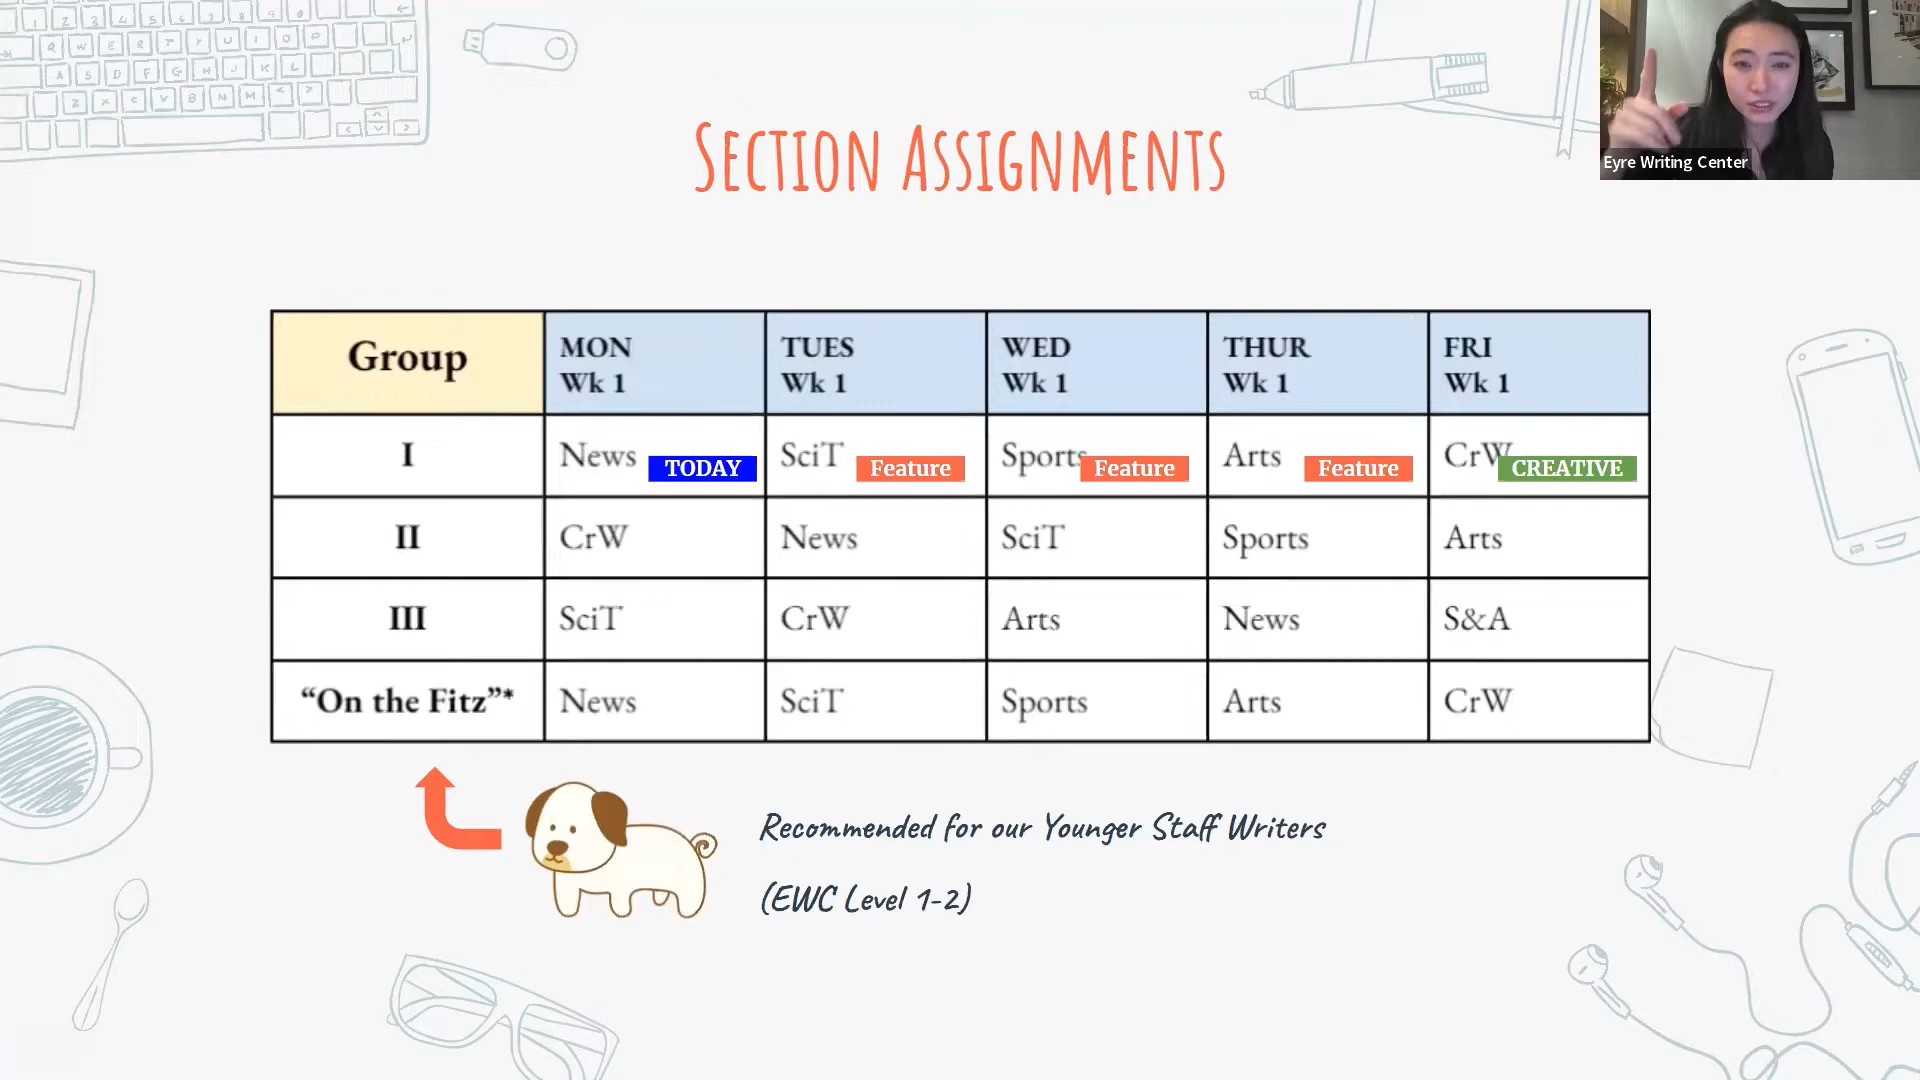 Section Assignments
Eyre Writing Center
Group MON Wk 1 TUES Wk 1 WED Wk 1 THUR Wk 1 FRI Wk 1
I News TODAY SciT Feature Sports Feature Arts Feature CrW CREATIVE
II CrW News SciT Sports Arts
III SciT CrW Arts News S&A
“On the Fitz”* News SciT Sports Arts CrW
Recommended for our Younger Staff Writers
(EWC Level 1-2)